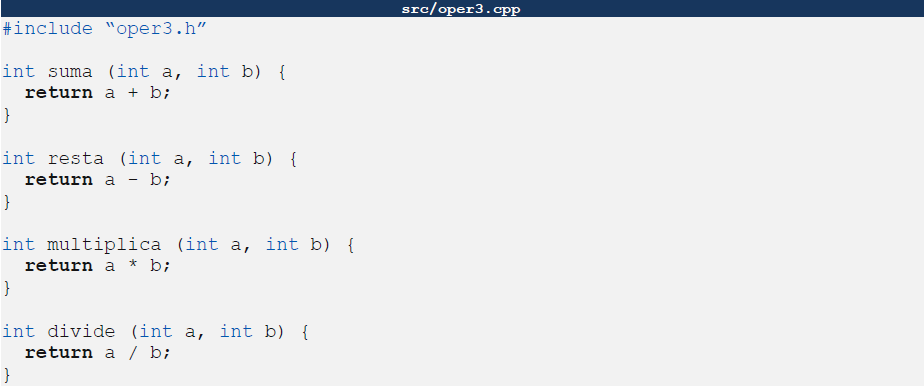 src/oper3.cpp
#include “oper3.h”
int suma (int a, int b) {
return a + b;
}
int resta (int a, int b) {
return a - b;
}
int multiplica (int a, int b) {
return a * b;
}
int divide (int a, int b) {
return a / b;
}